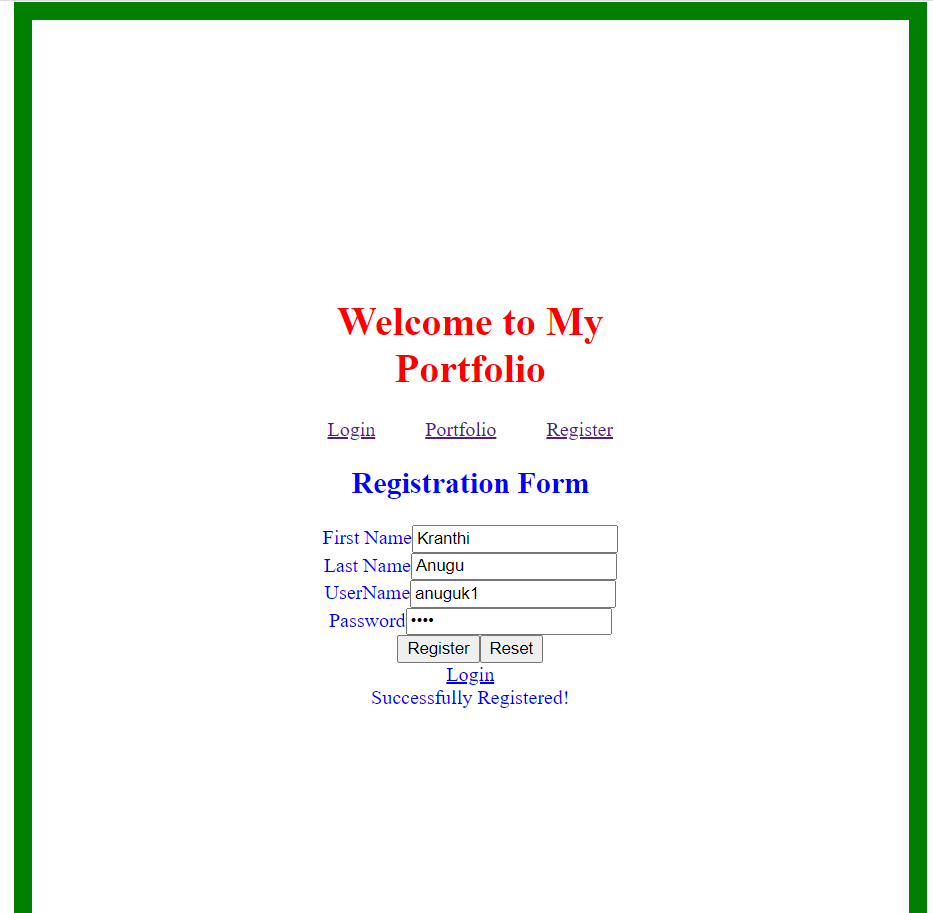 Welcome to My
Portfolio
Login Portfolio Register
Registration Form
First Name Kranthi
Last Name Anugu
UserName anuguk1
Password ••••
Register Reset
Login
Successfully Registered!